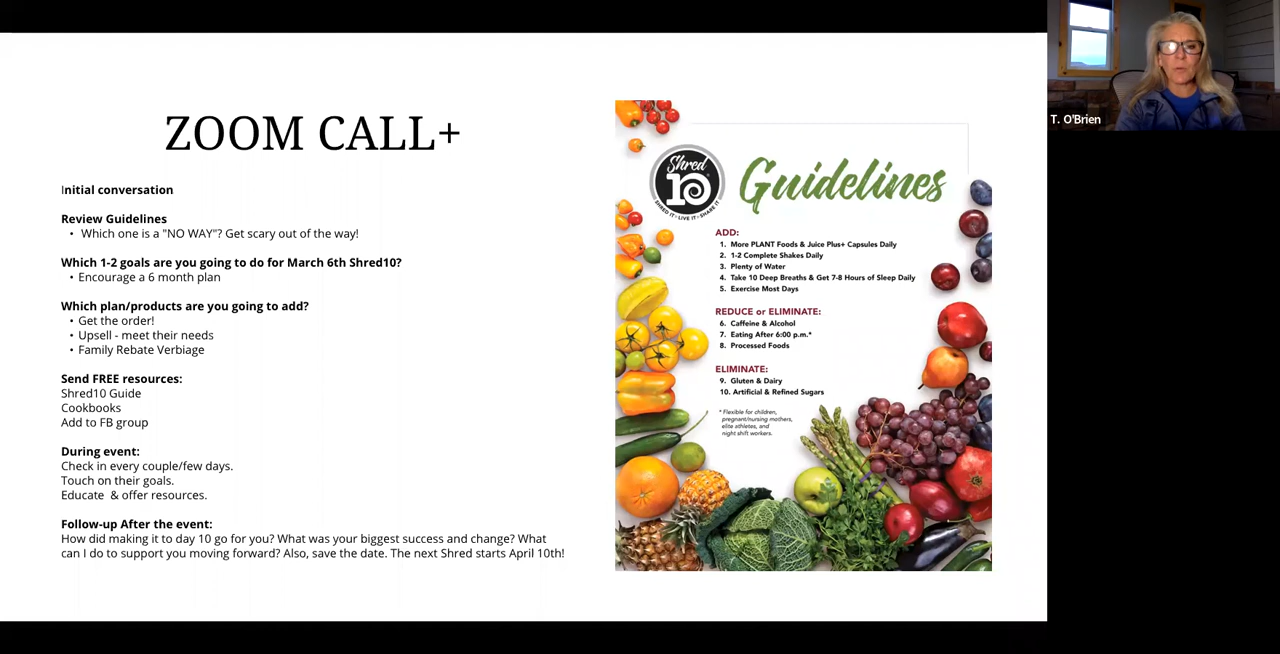 ZOOM CALL+
Initial conversation
Review Guidelines
• Which one is a "NO WAY"? Get scary out of the way!
Which 1-2 goals are you going to do for March 6th Shred10?
• Encourage a 6 month plan
Which plan/products are you going to add?
• Get the order!
• Upsell - meet their needs
• Family Rebate Verbiage
Send FREE resources:
Shred10 Guide
Cookbooks
Add to FB group
During event:
Check in every couple/few days.
Touch on their goals.
Educate & offer resources.
Follow-up After the event:
How did making it to day 10 go for you? What was your biggest success and change? What
can I do to support you moving forward? Also, save the date. The next Shred starts April 10th!
Shred
10
SHRED IT • LIVE IT • SHARE IT
Guidelines
ADD:
1. More PLANT Foods & Juice Plus+ Capsules Daily
2. 1-2 Complete Shakes Daily
3. Plenty of Water
4. Take 10 Deep Breaths & Get 7-8 Hours of Sleep Daily
5. Exercise Most Days
REDUCE or ELIMINATE:
6. Caffeine & Alcohol
7. Eating After 6:00 p.m.*
8. Processed Foods
ELIMINATE:
9. Gluten & Dairy
10. Artificial & Refined Sugars
* Flexible for children,
pregnant/nursing mothers,
elite athletes, and
night shift workers.
T. O'Brien